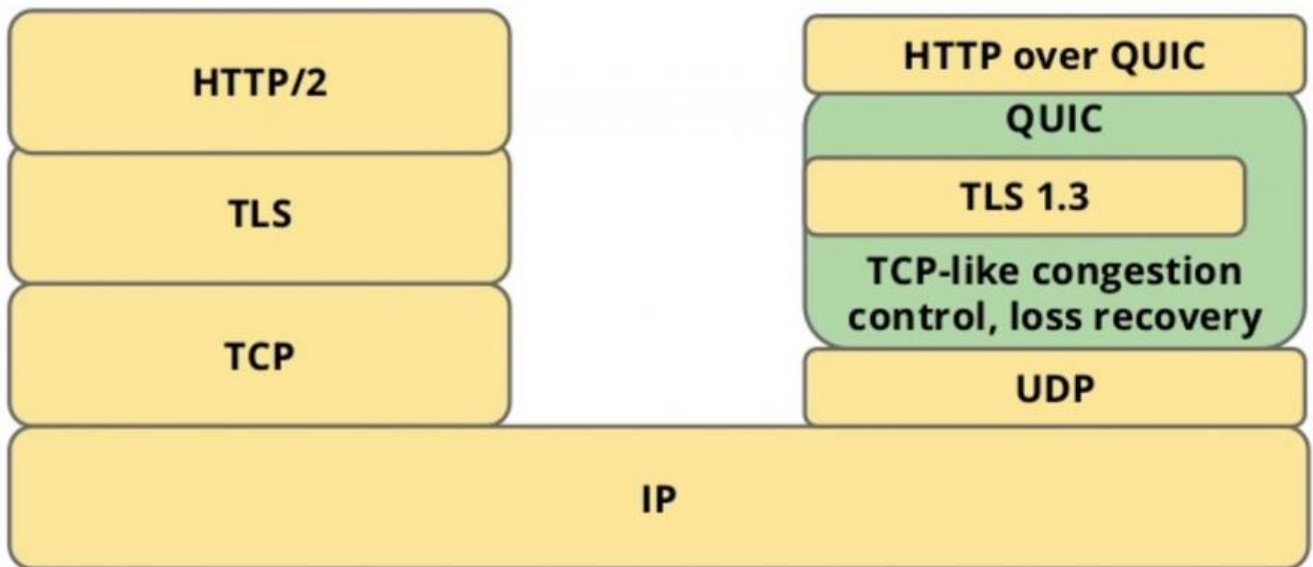 HTTP/2
TLS
TCP
HTTP over QUIC
QUIC
TLS 1.3
TCP-like congestion
control, loss recovery
UDP
IP